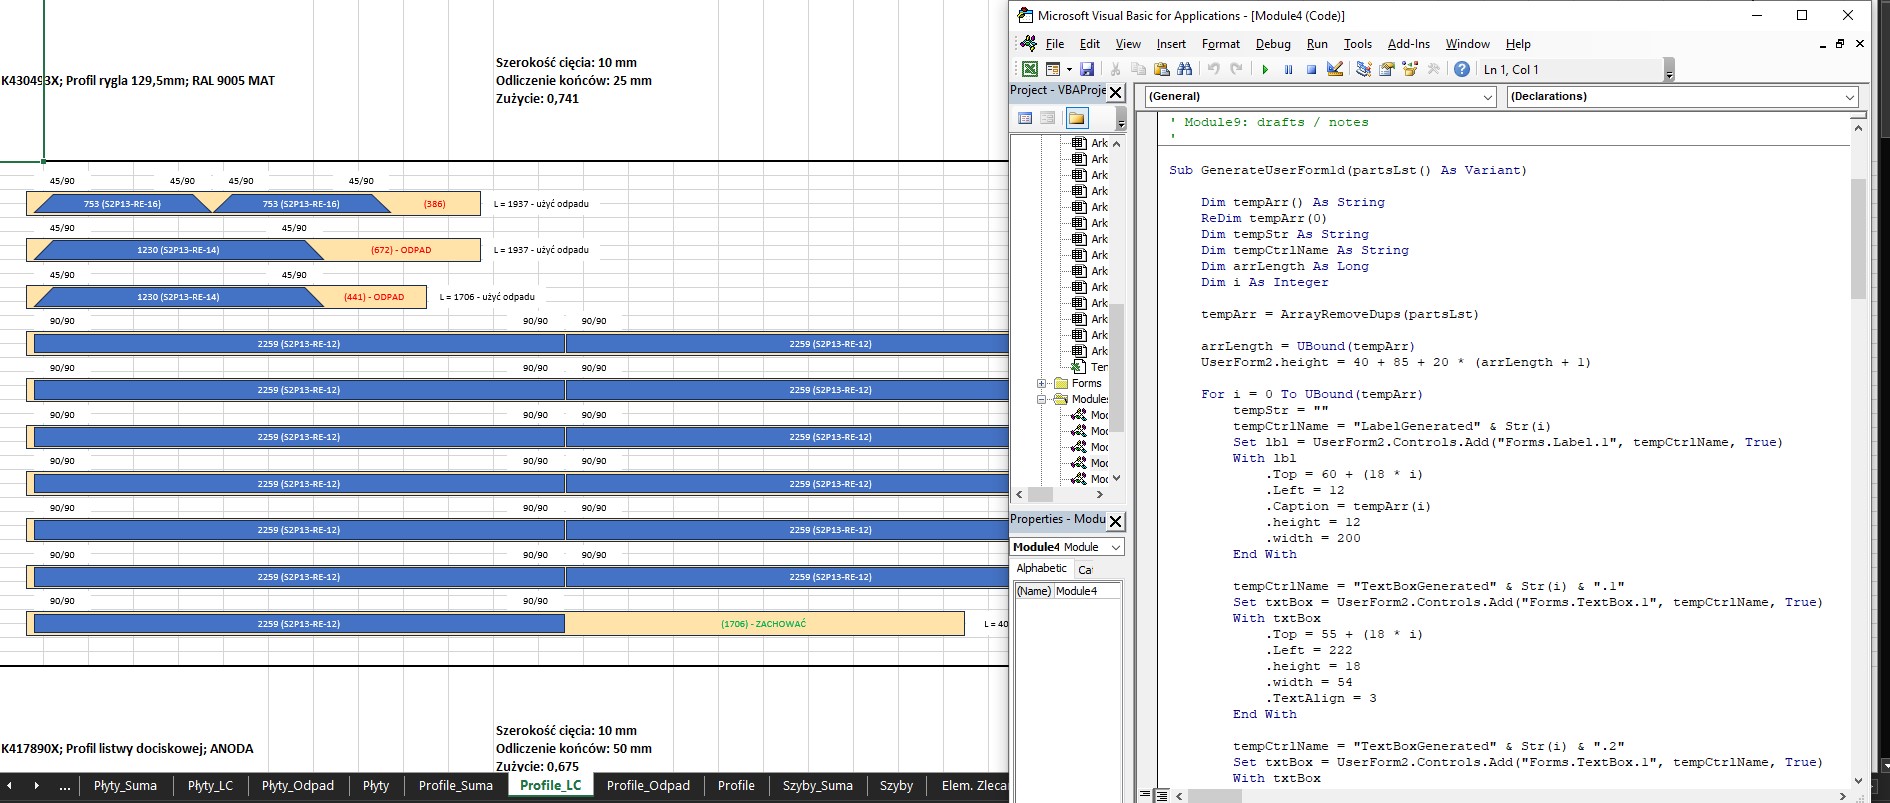 K430493X; Profil rygla 129,5mm; RAL 9005 MAT
Szerokość cięcia: 10 mm
Odliczenie końców: 25 mm
Zużycie: 0,741
45/90 45/90 45/90 45/90
753 (S2P13-RE-16) 753 (S2P13-RE-16) (386) L = 1937 - użyć odpadu
45/90 45/90
1230 (S2P13-RE-14) (672) - ODPAD L = 1937 - użyć odpadu
45/90 45/90
1230 (S2P13-RE-14) (441) - ODPAD L = 1706 - użyć odpadu
90/90 90/90 90/90
2259 (S2P13-RE-12) 2259 (S2P13-RE-12)
90/90 90/90 90/90
2259 (S2P13-RE-12) 2259 (S2P13-RE-12)
90/90 90/90 90/90
2259 (S2P13-RE-12) 2259 (S2P13-RE-12)
90/90 90/90 90/90
2259 (S2P13-RE-12) 2259 (S2P13-RE-12)
90/90 90/90 90/90
2259 (S2P13-RE-12) 2259 (S2P13-RE-12)
90/90 90/90 90/90
2259 (S2P13-RE-12) 2259 (S2P13-RE-12)
90/90 90/90
2259 (S2P13-RE-12) (1706) - ZACHOWAĆ L = 40
K417890X; Profil listwy dociskowej; ANODA
Szerokość cięcia: 10 mm
Odliczenie końców: 50 mm
Zużycie: 0,675
... Płyty_Suma Płyty_LC Płyty_Odpad Płyty Profile_Suma Profile_LC Profile_Odpad Profile Szyby_Suma Szyby Elem. Zleca
Microsoft Visual Basic for Applications - [Module4 (Code)]
File Edit View Insert Format Debug Run Tools Add-Ins Window Help
Ln 1, Col 1
Project - VBAProje
Ark
Ark
Ark
Ark
Ark
Ark
Ark
Ark
Ark
Ark
Ark
Ark
Ark
Ark
Ten
Forms
Modules
Moc
Moc
Moc
Moc
Moc
Properties - Modu
Module4 Module
Alphabetic Cat
(Name) Module4
(General) (Declarations)
' Module9: drafts / notes
'
Sub GenerateUserFormld(partsLst() As Variant)
Dim tempArr() As String
ReDim tempArr(0)
Dim tempStr As String
Dim tempCtrlName As String
Dim arrLength As Long
Dim i As Integer
tempArr = ArrayRemoveDups(partsLst)
arrLength = UBound(tempArr)
UserForm2.height = 40 + 85 + 20 * (arrLength + 1)
For i = 0 To UBound(tempArr)
tempStr = ""
tempCtrlName = "LabelGenerated" & Str(i)
Set lbl = UserForm2.Controls.Add("Forms.Label.1", tempCtrlName, True)
With lbl
.Top = 60 + (18 * i)
.Left = 12
.Caption = tempArr(i)
.height = 12
.width = 200
End With
tempCtrlName = "TextBoxGenerated" & Str(i) & ".1"
Set txtBox = UserForm2.Controls.Add("Forms.TextBox.1", tempCtrlName, True)
With txtBox
.Top = 55 + (18 * i)
.Left = 222
.height = 18
.width = 54
.TextAlign = 3
End With
tempCtrlName = "TextBoxGenerated" & Str(i) & ".2"
Set txtBox = UserForm2.Controls.Add("Forms.TextBox.1", tempCtrlName, True)
With txtBox